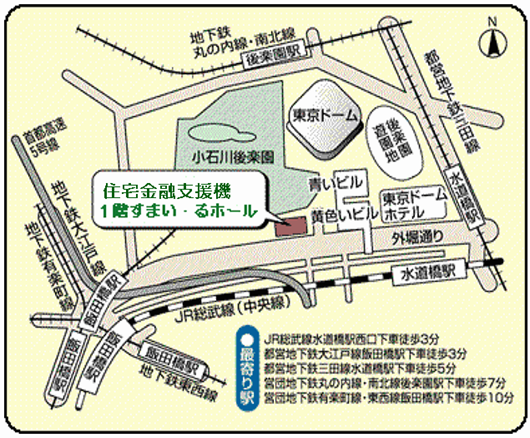 地下鉄
丸の内線・南北線
後楽園駅
N
都営地下鉄三田線
首都高速
5号線
東京ドーム
後楽園
遊園地
小石川後楽園
水道橋駅
地下鉄大江戸線
地下鉄有楽町線
住宅金融支援機
1階すまい・るホール
青いビル
黄色いビル
東京ドーム
ホテル
外堀通り
水道橋駅
JR総武線(中央線)
飯田橋駅
飯田橋駅
飯田橋駅
飯田橋駅
地下鉄東西線
最寄り駅
JR総武線水道橋駅西口下車徒歩3分
都営地下鉄大江戸線飯田橋駅下車徒歩3分
都営地下鉄三田線水道橋駅下車徒歩5分
営団地下鉄丸の内線・南北線後楽園駅下車徒歩7分
営団地下鉄有楽町線・東西線飯田橋駅下車徒歩10分